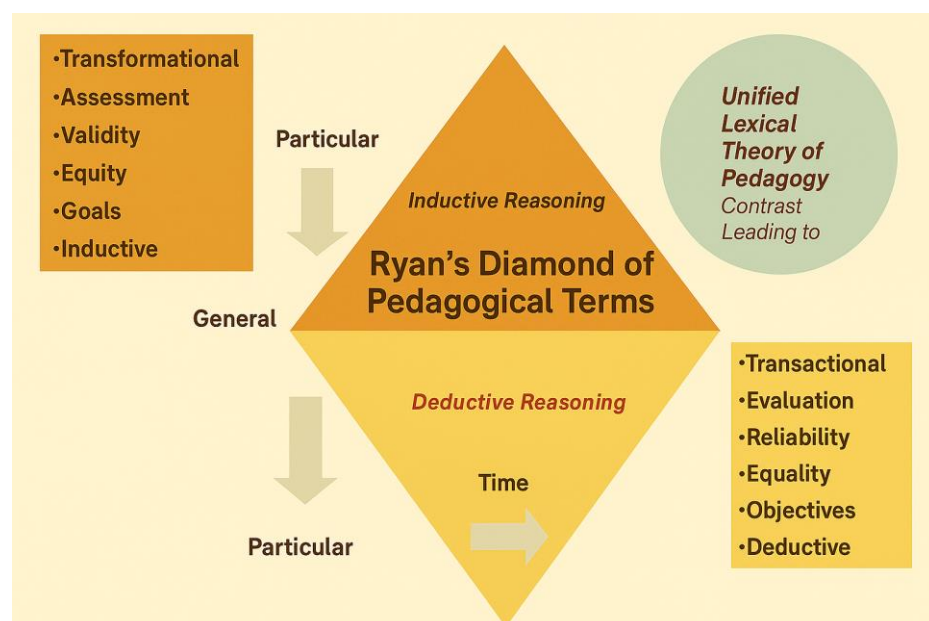 •Transformational
•Assessment
•Validity
•Equity
•Goals
•Inductive
Particular
General
Particular
Inductive Reasoning
Ryan's Diamond of
Pedagogical Terms
Deductive Reasoning
Time
Unified
Lexical
Theory of
Pedagogy
Contrast
Leading to
•Transactional
•Evaluation
•Reliability
•Equality
•Objectives
•Deductive